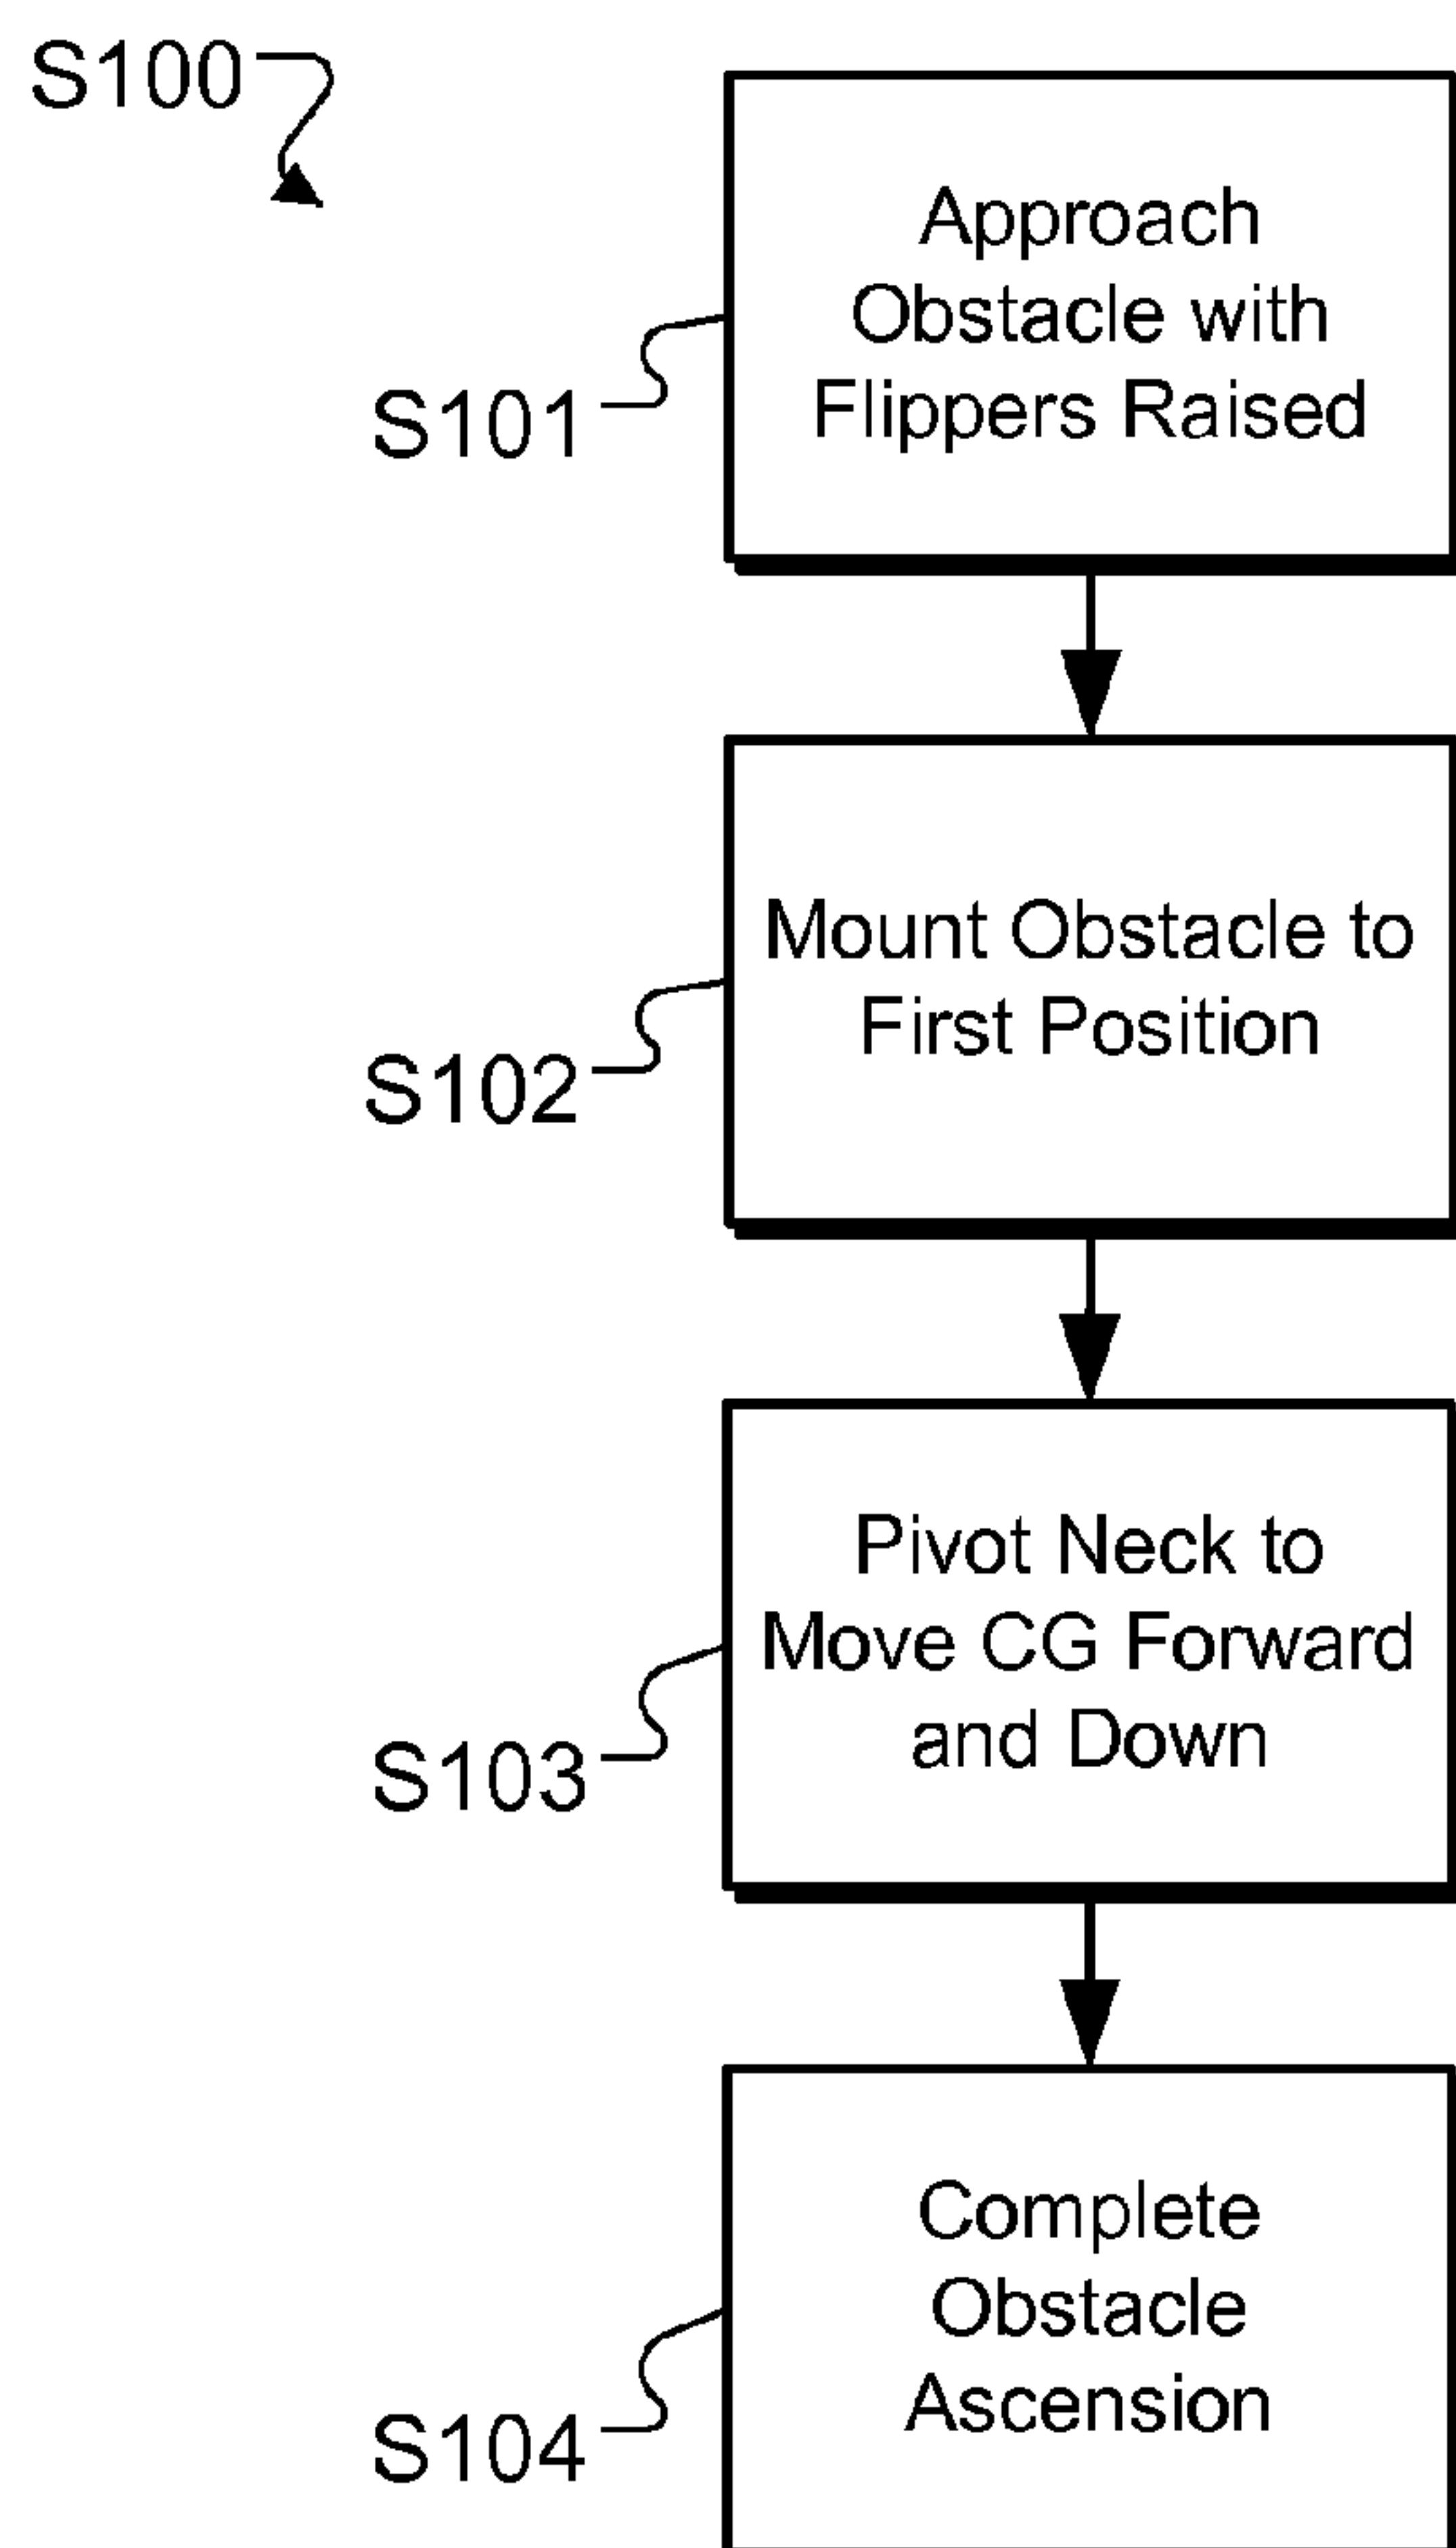 S100
Approach
Obstacle with
Flippers Raised
S101
Mount Obstacle to
First Position
S102
Pivot Neck to
Move CG Forward
and Down
S103
Complete
Obstacle
Ascension
S104